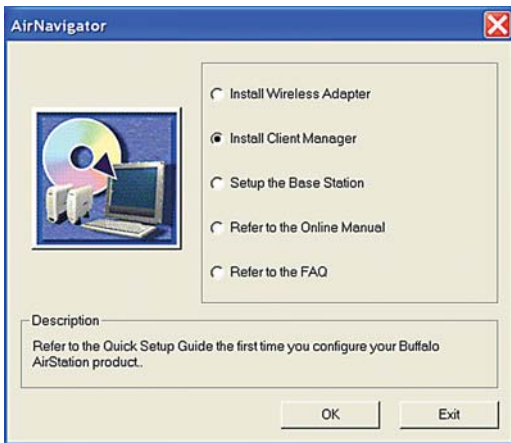 AirNavigator
Install Wireless Adapter
Install Client Manager
Setup the Base Station
Refer to the Online Manual
Refer to the FAQ
Description
Refer to the Quick Setup Guide the first time you configure your Buffalo
AirStation product..
OK
Exit